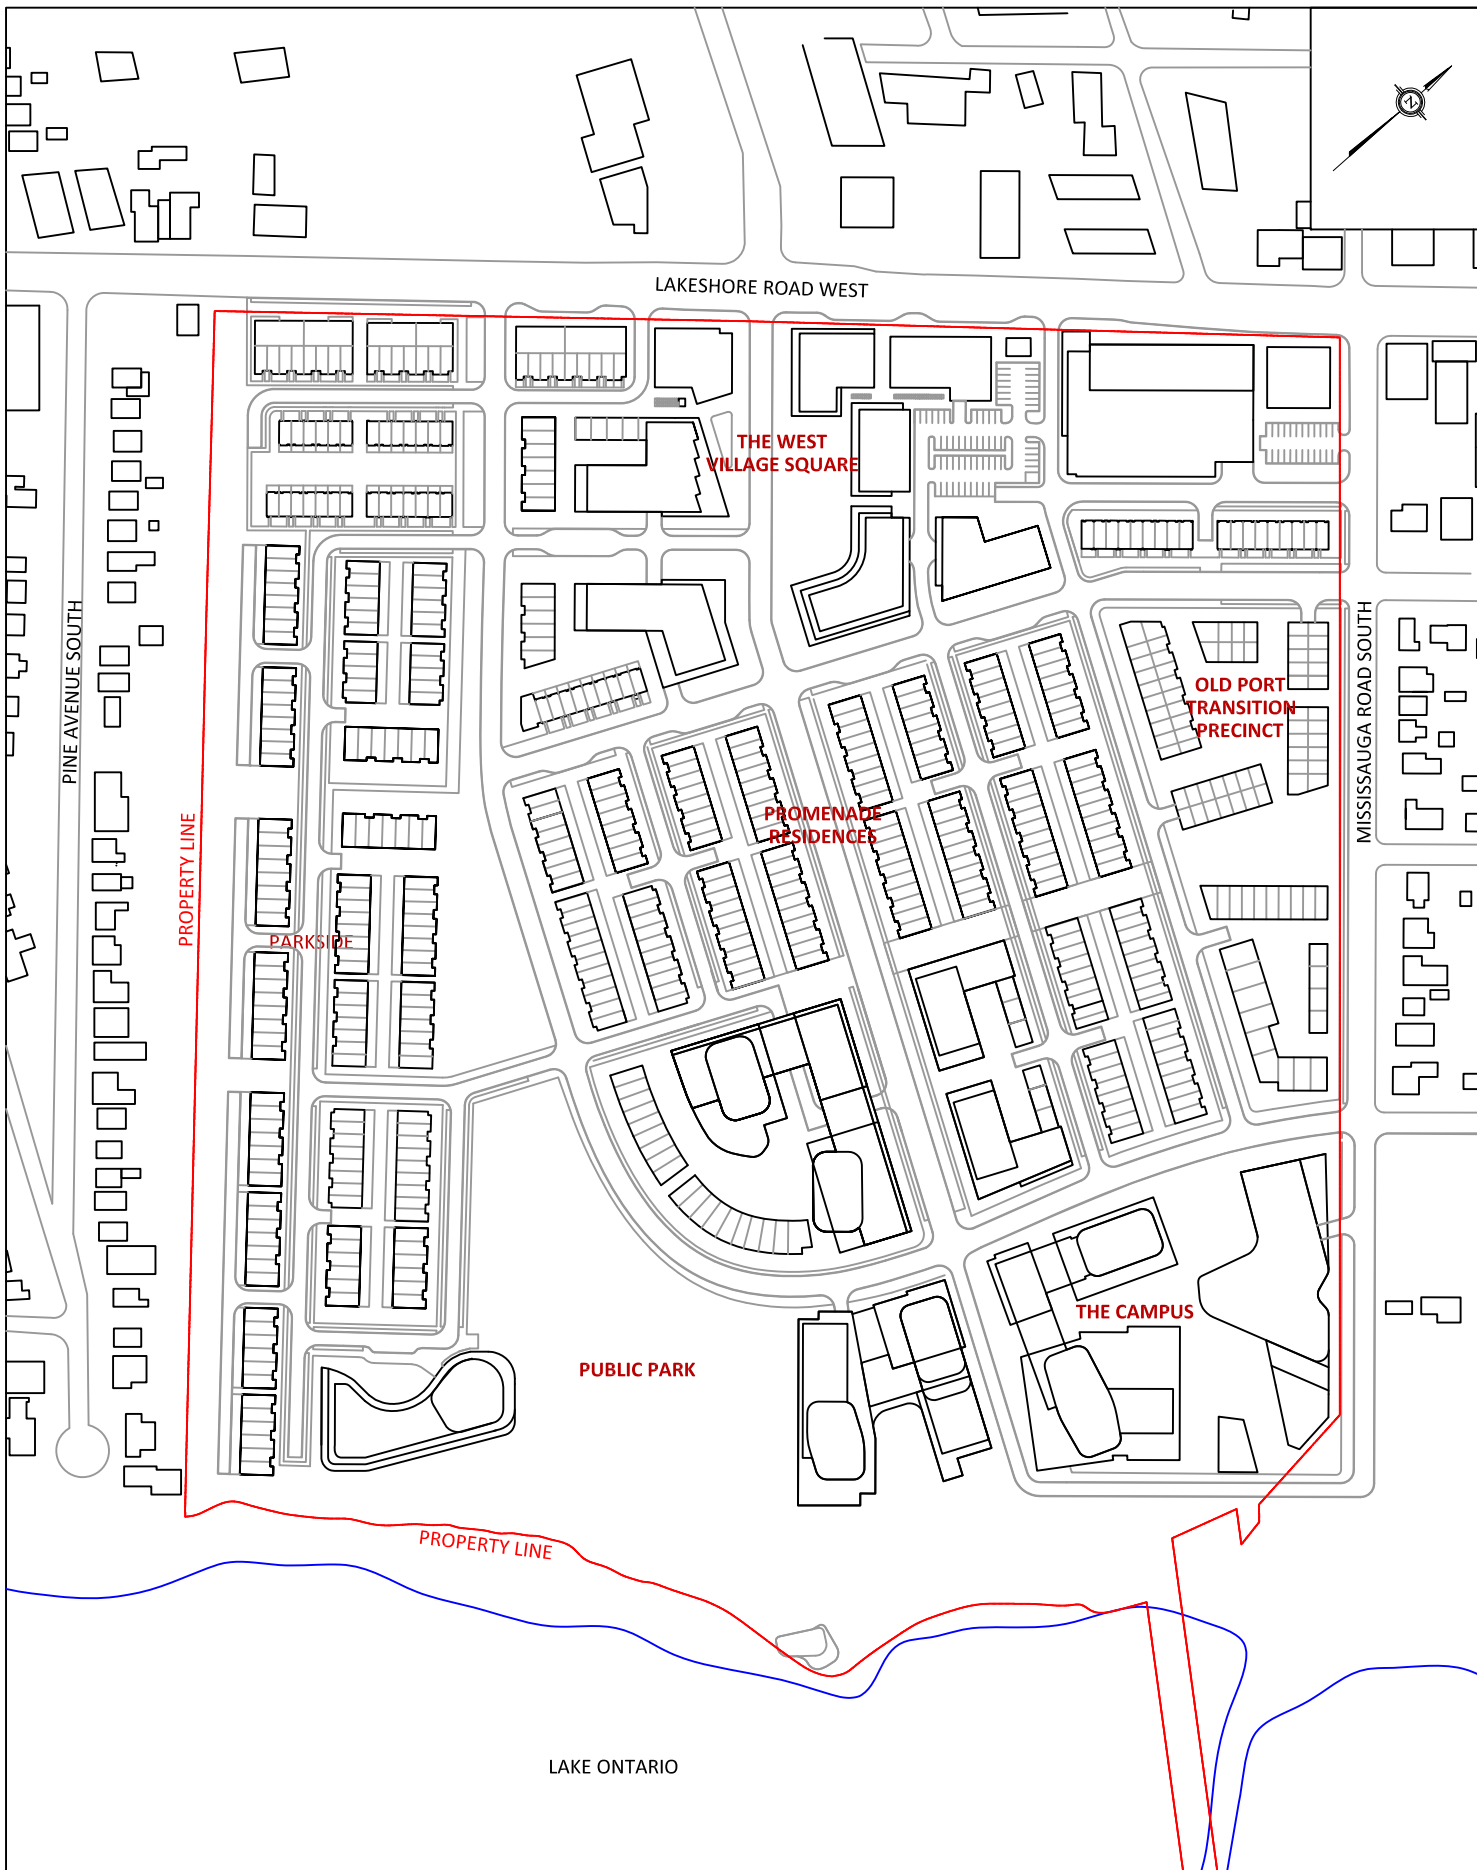 N
LAKESHORE ROAD WEST
THE WEST
VILLAGE SQUARE
PINE AVENUE SOUTH
MISSISSAUGA ROAD SOUTH
OLD PORT
TRANSITION
PRECINCT
PROMENADE
RESIDENCES
PROPERTY LINE
PARKSIDE
THE CAMPUS
PUBLIC PARK
PROPERTY LINE
LAKE ONTARIO